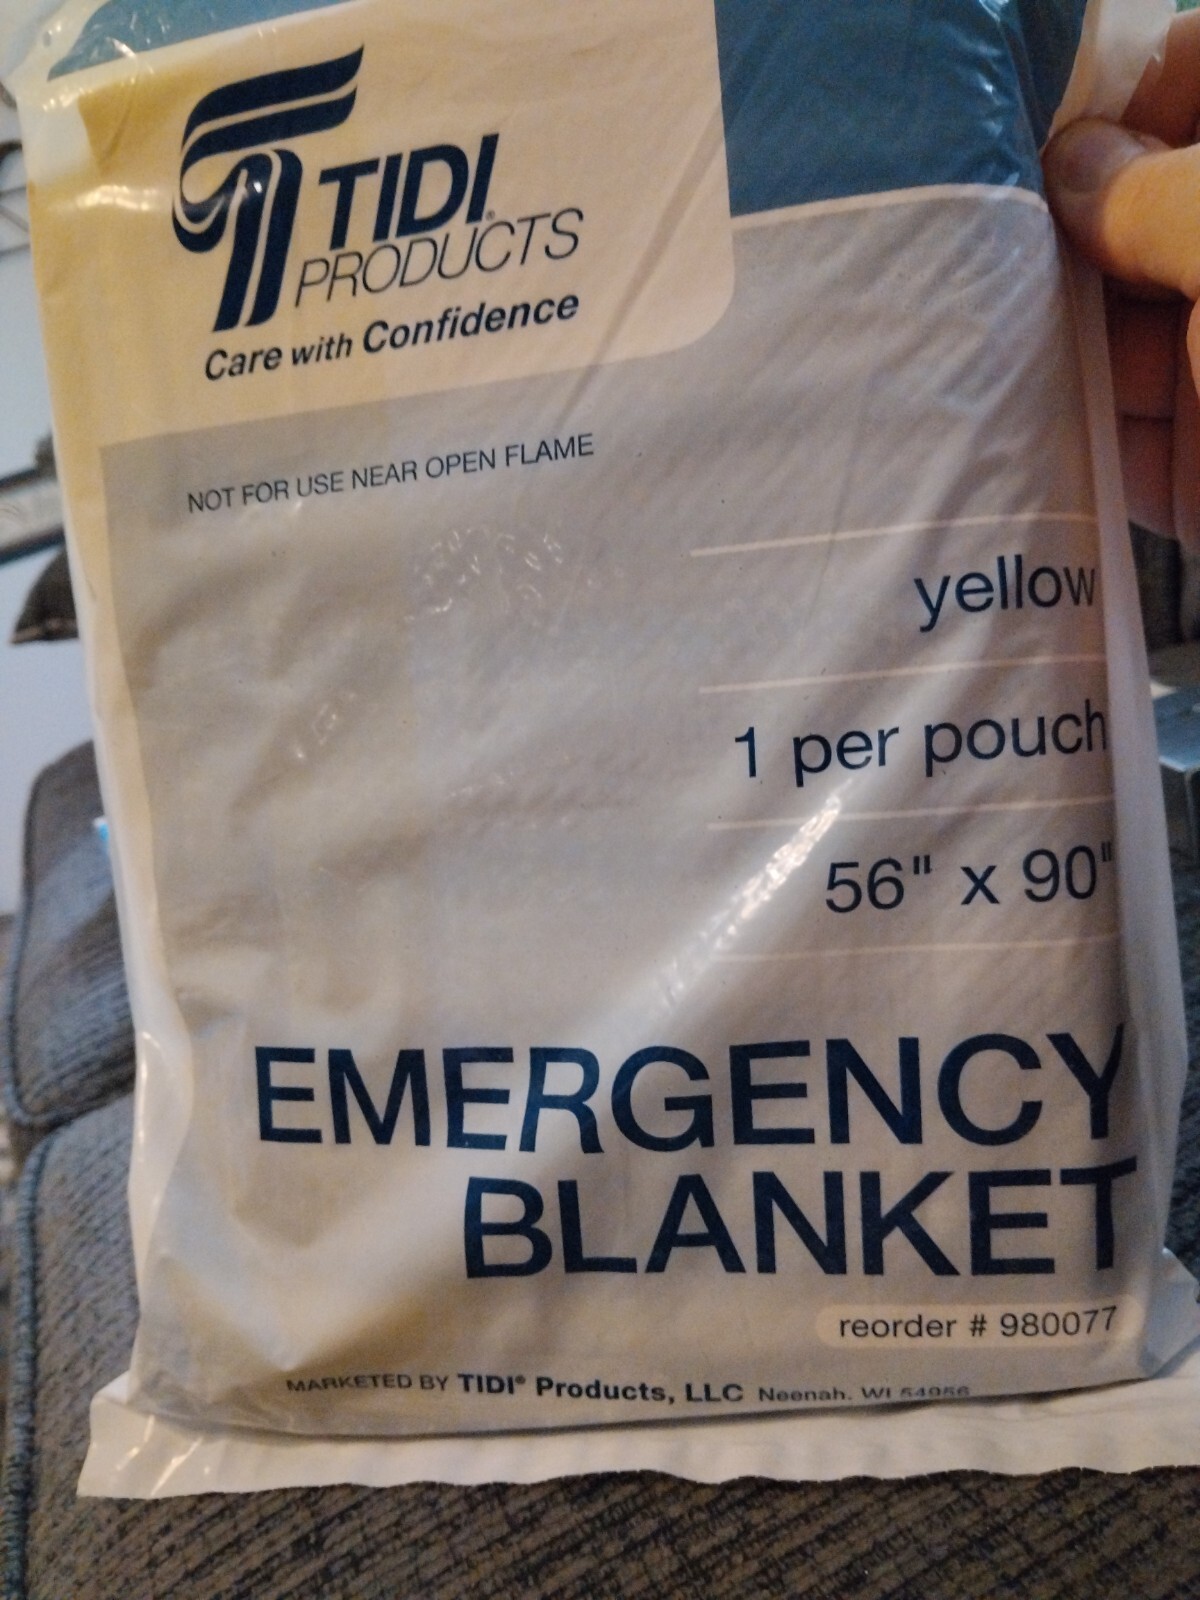 TIDI®
PRODUCTS
Care with Confidence
NOT FOR USE NEAR OPEN FLAME
yellow
1 per pouch
56" x 90"
EMERGENCY
BLANKET
reorder # 980077
MARKETED BY TIDI® Products, LLC Neenah, WI 54956